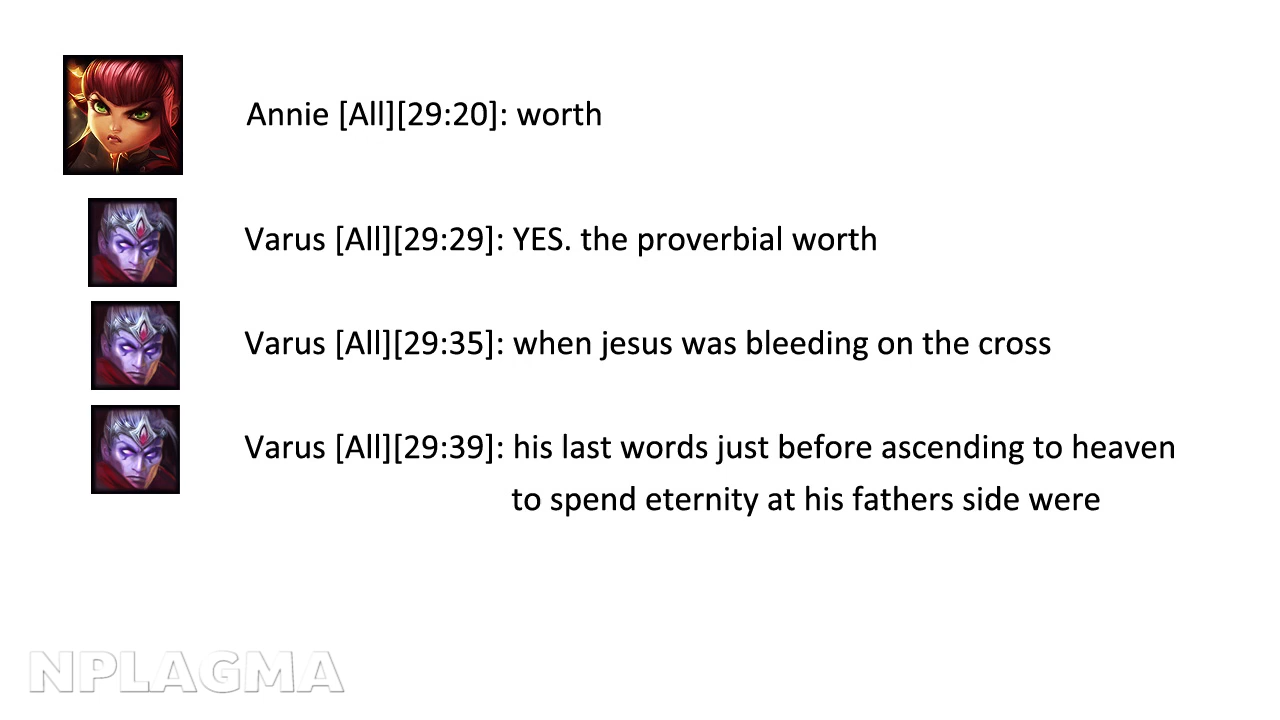 Annie [All][29:20]: worth
Varus [All][29:29]: YES. the proverbial worth
Varus [All][29:35]: when jesus was bleeding on the cross
Varus [All][29:39]: his last words just before ascending to heaven
to spend eternity at his fathers side were
NPLAGMA